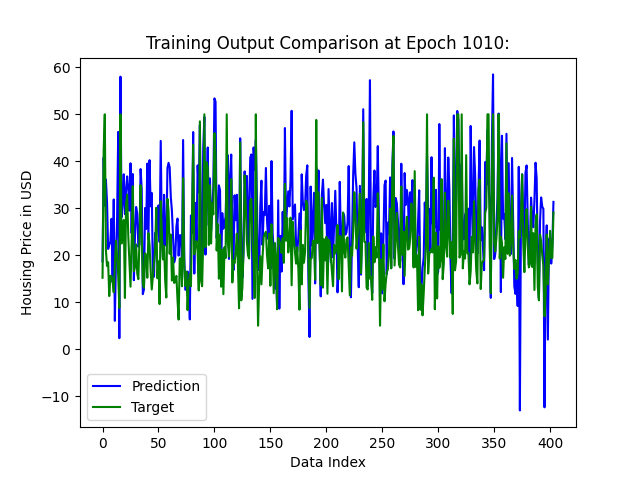 Training Output Comparison at Epoch 1010:
60
50
40
30
20
10
0
−10
Housing Price in USD
Prediction
Target
0 50 100 150 200 250 300 350 400
Data Index